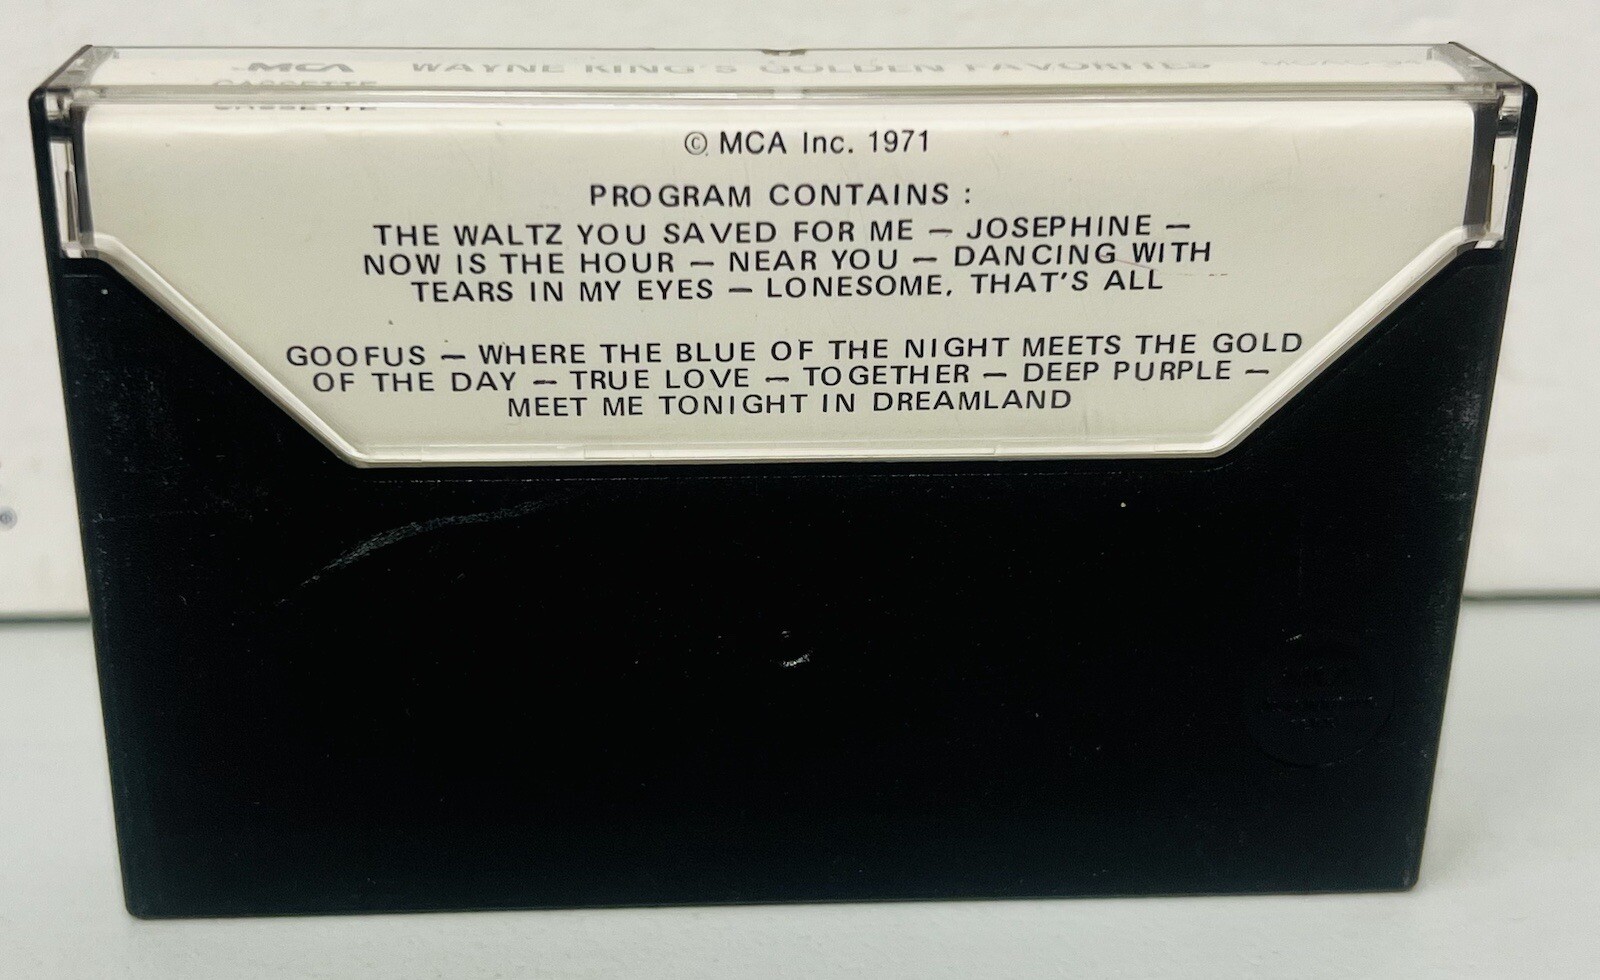 MCA WAYNE KING'S GOLDEN FAVORITES
CASSETTE
© MCA Inc. 1971
PROGRAM CONTAINS :
THE WALTZ YOU SAVED FOR ME — JOSEPHINE —
NOW IS THE HOUR — NEAR YOU — DANCING WITH
TEARS IN MY EYES — LONESOME, THAT'S ALL
GOOFUS — WHERE THE BLUE OF THE NIGHT MEETS THE GOLD
OF THE DAY — TRUE LOVE — TOGETHER — DEEP PURPLE —
MEET ME TONIGHT IN DREAMLAND